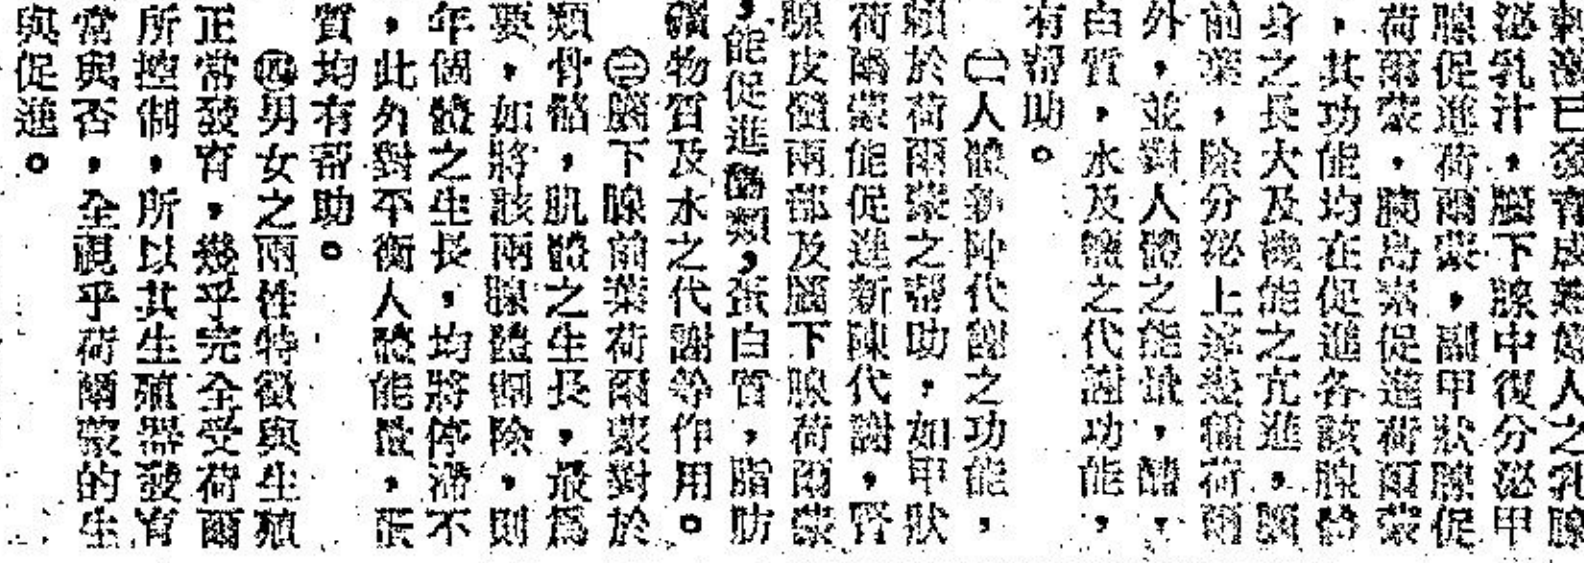 刺激已發育成熟婦人之乳腺
泌乳汁，腦下腺中復分泌甲
腺促進荷爾蒙，副甲狀腺促
荷爾蒙，胰島素促進荷爾蒙
，其功能均在促進各該腺體
身之長大及機能之亢進，腦
前葉，除分泌上述幾種荷爾
外，並對人體之能量，醣，
白質，水及鹽之代謝功能，
有幫助。
㈡人體新陳代謝之功能，
賴於荷爾蒙之幫助，如甲狀
荷爾蒙能促進新陳代謝，腎
腺皮髓兩部及腦下腺荷爾蒙
，能促進醣類，蛋白質，脂肪
礦物質及水之代謝等作用。
㈢腦下腺前葉荷爾蒙對於
類骨骼，肌體之生長，最為
要，如將該兩腺體割除，則
年個體之生長，均將停滯不
，此外對平衡人體能量，蛋
質均有幫助。
㈣男女之兩性特徵與生殖
正常發育，幾乎完全受荷爾
所控制，所以其生殖器發育
常與否，全視乎荷爾蒙的生
與促進。